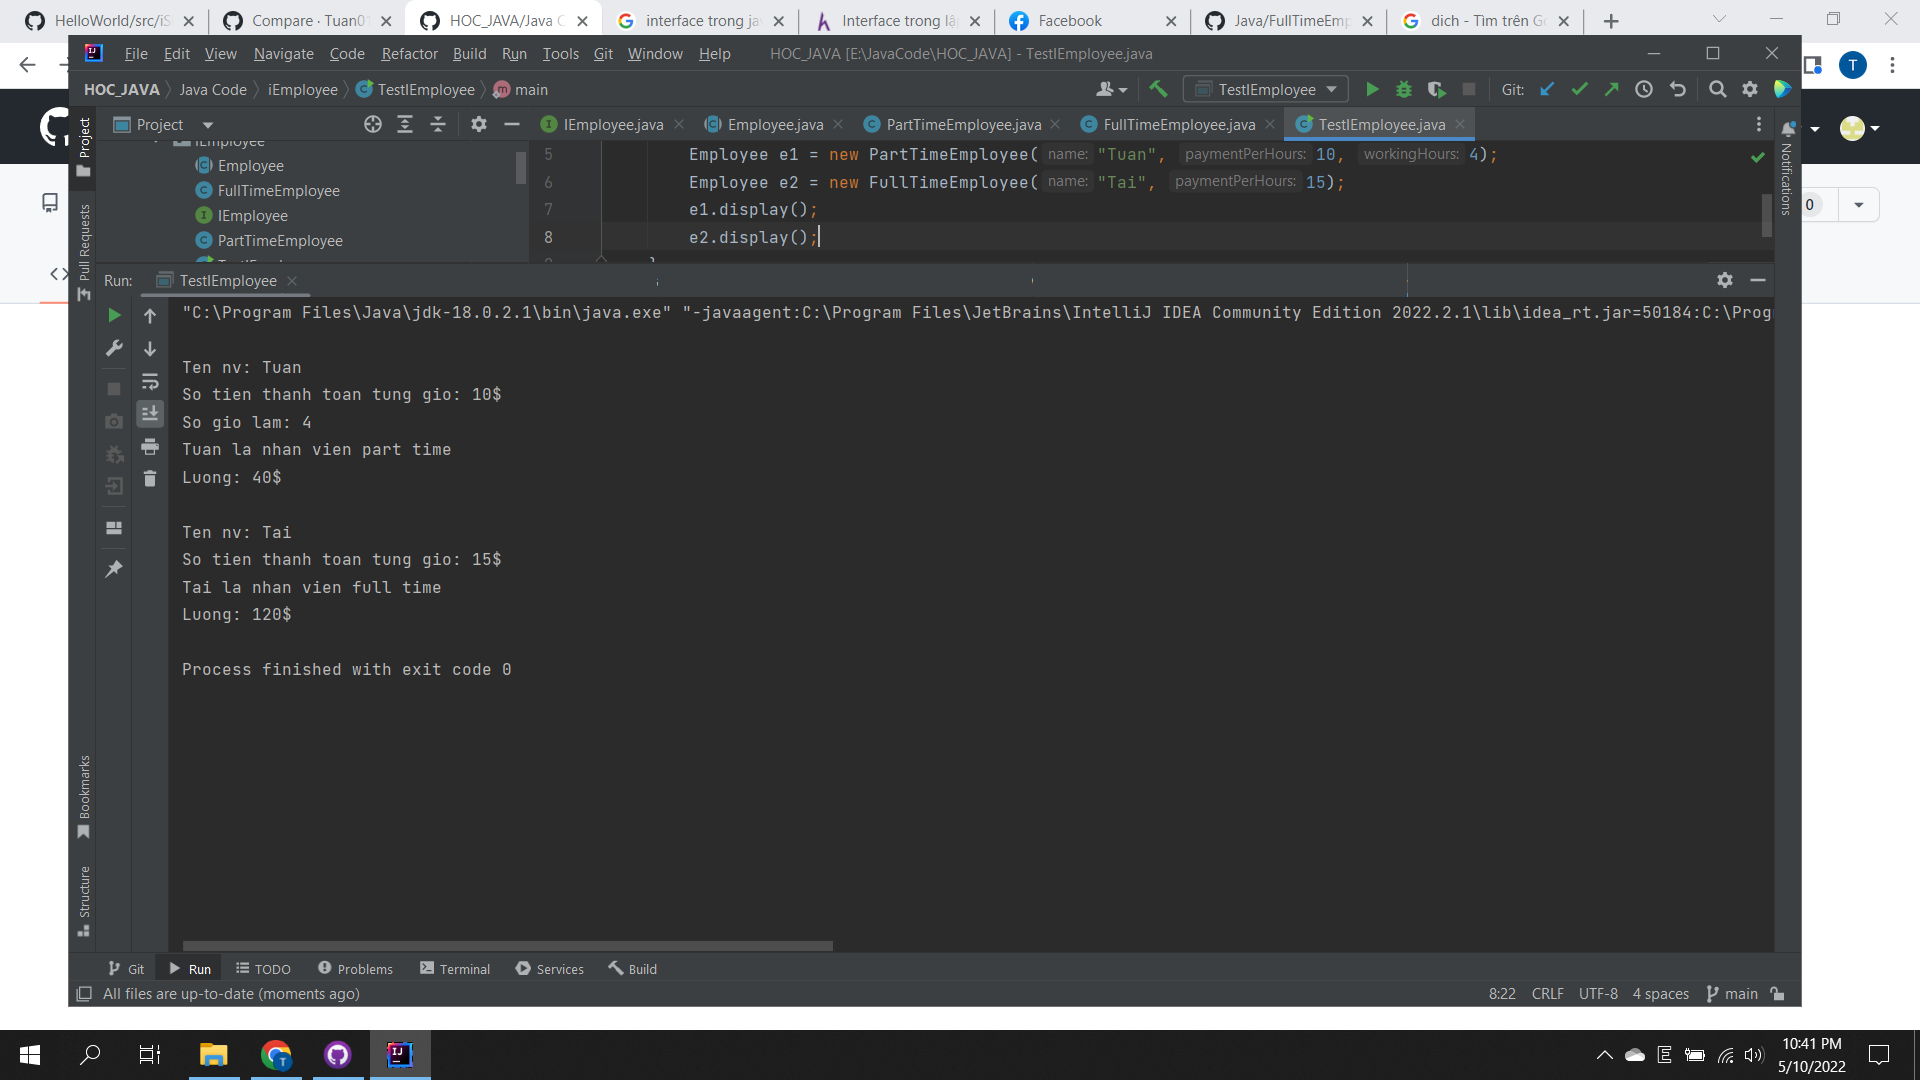 HelloWorld/src/iS
Compare · Tuan01
HOC_JAVA/Java C
interface trong ja
Interface trong lậ
Facebook
Java/FullTimeEmp
dich - Tìm trên G
File Edit View Navigate Code Refactor Build Run Tools Git Window Help HOC_JAVA [E:\JavaCode\HOC_JAVA] - TestIEmployee.java
T
HOC_JAVA Java Code iEmployee TestIEmployee main
TestIEmployee
Git:
Project
Project
IEmployee.java
Employee.java
PartTimeEmployee.java
FullTimeEmployee.java
TestIEmployee.java
Employee
FullTimeEmployee
IEmployee
PartTimeEmployee
5 Employee e1 = new PartTimeEmployee( name: "Tuan", paymentPerHours: 10, workingHours: 4);
6 Employee e2 = new FullTimeEmployee( name: "Tai", paymentPerHours: 15);
7 e1.display();
8 e2.display();
Notifications
0
Pull Requests
Run: TestIEmployee
"C:\Program Files\Java\jdk-18.0.2.1\bin\java.exe" "-javaagent:C:\Program Files\JetBrains\IntelliJ IDEA Community Edition 2022.2.1\lib\idea_rt.jar=50184:C:\Prog
Ten nv: Tuan
So tien thanh toan tung gio: 10$
So gio lam: 4
Tuan la nhan vien part time
Luong: 40$
Ten nv: Tai
So tien thanh toan tung gio: 15$
Tai la nhan vien full time
Luong: 120$
Process finished with exit code 0
Bookmarks
Structure
Git Run TODO Problems Terminal Services Build
All files are up-to-date (moments ago)
8:22 CRLF UTF-8 4 spaces main
10:41 PM
5/10/2022